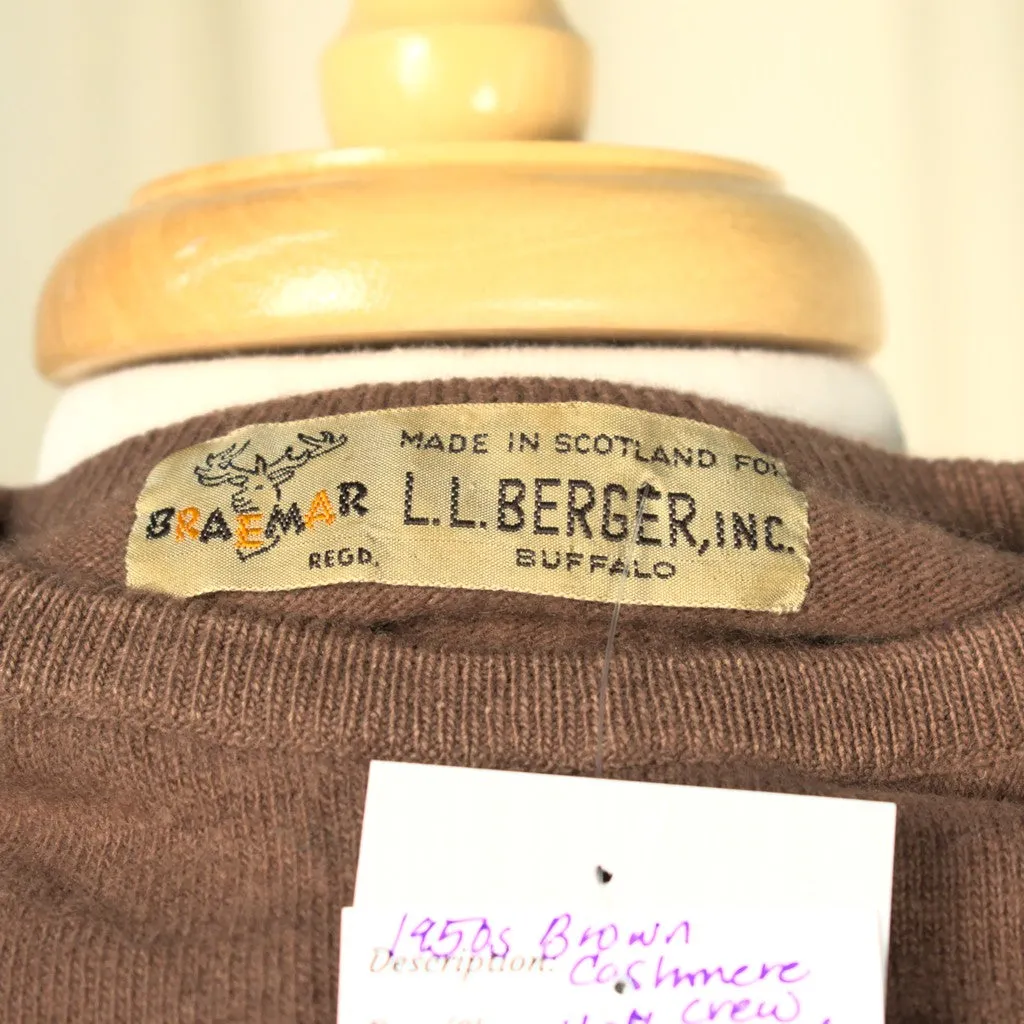 MADE IN SCOTLAND FOR
BRAEMAR
L.L. BERGER, INC.
REGD.
BUFFALO
1950s Brown
Description: Cashmere
crew,